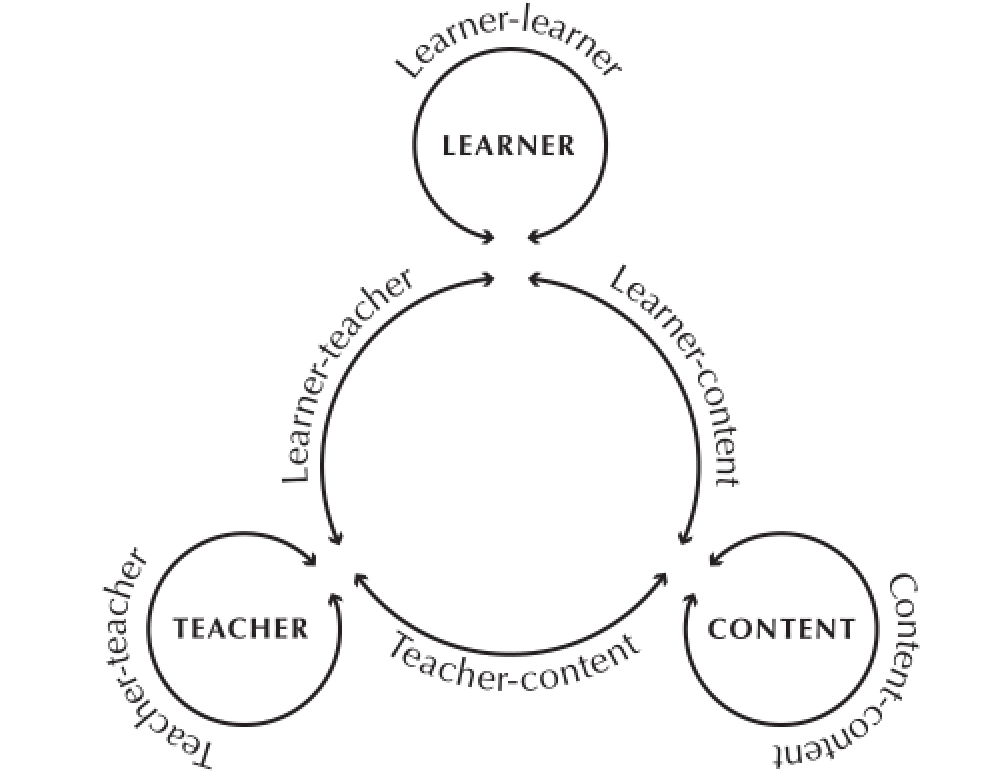 Learner-learner
LEARNER
Learner-teacher
Learner-content
Teacher-teacher
TEACHER
Teacher-content
CONTENT
Content-content